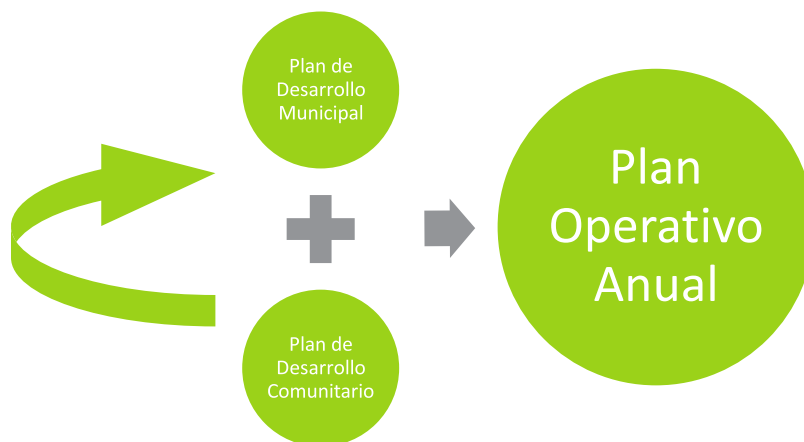 Plan de
Desarrollo
Municipal
Plan de
Desarrollo
Comunitario
Plan
Operativo
Anual